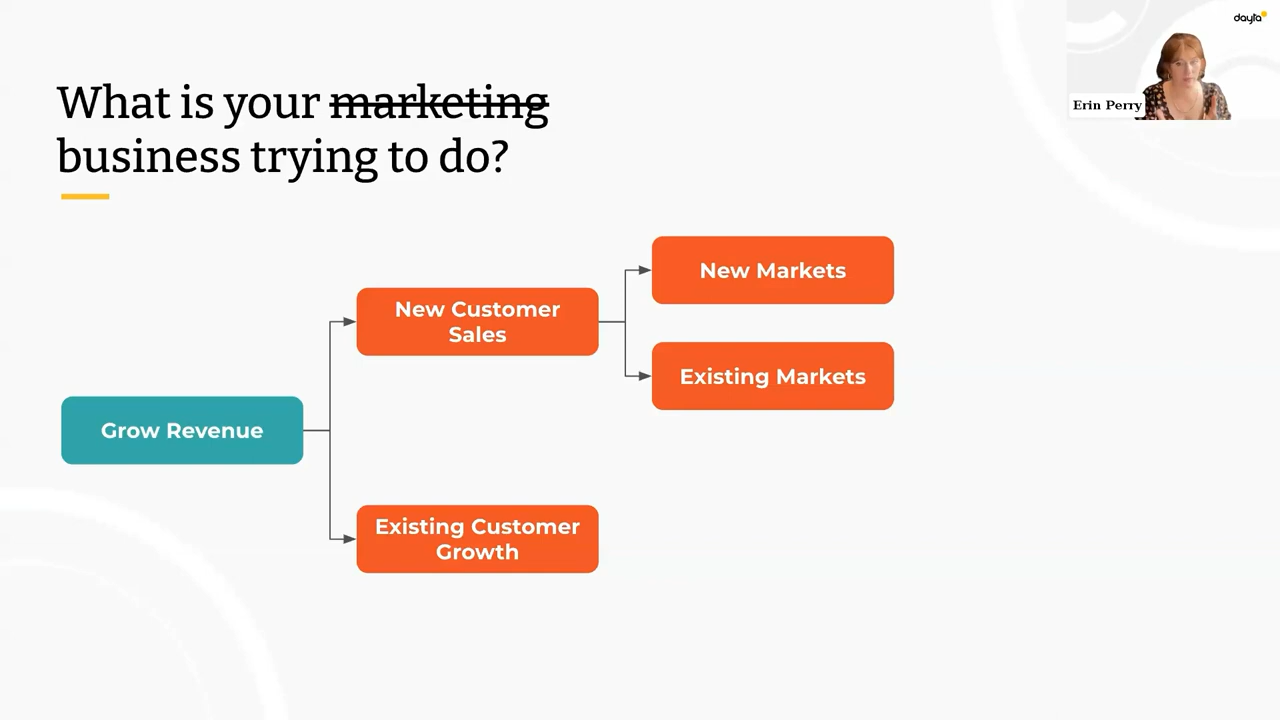 dayta
What is your marketing
business trying to do?
Erin Perry
New Markets
New Customer
Sales
Existing Markets
Grow Revenue
Existing Customer
Growth